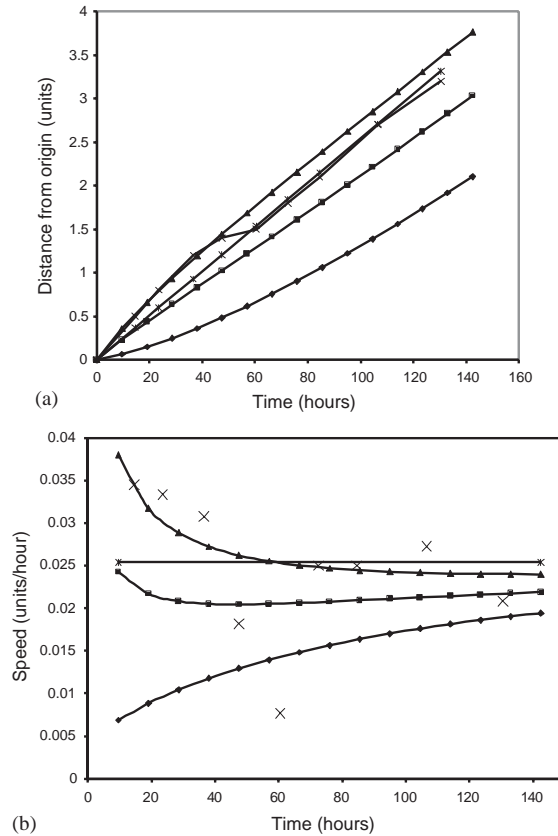 4
3.5
3
2.5
2
1.5
1
0.5
0
Distance from origin (units)
0 20 40 60 80 100 120 140 160
Time (hours)
(a)
0.04
0.035
0.03
0.025
0.02
0.015
0.01
0.005
0
Speed (units/hour)
0 20 40 60 80 100 120 140
Time (hours)
(b)